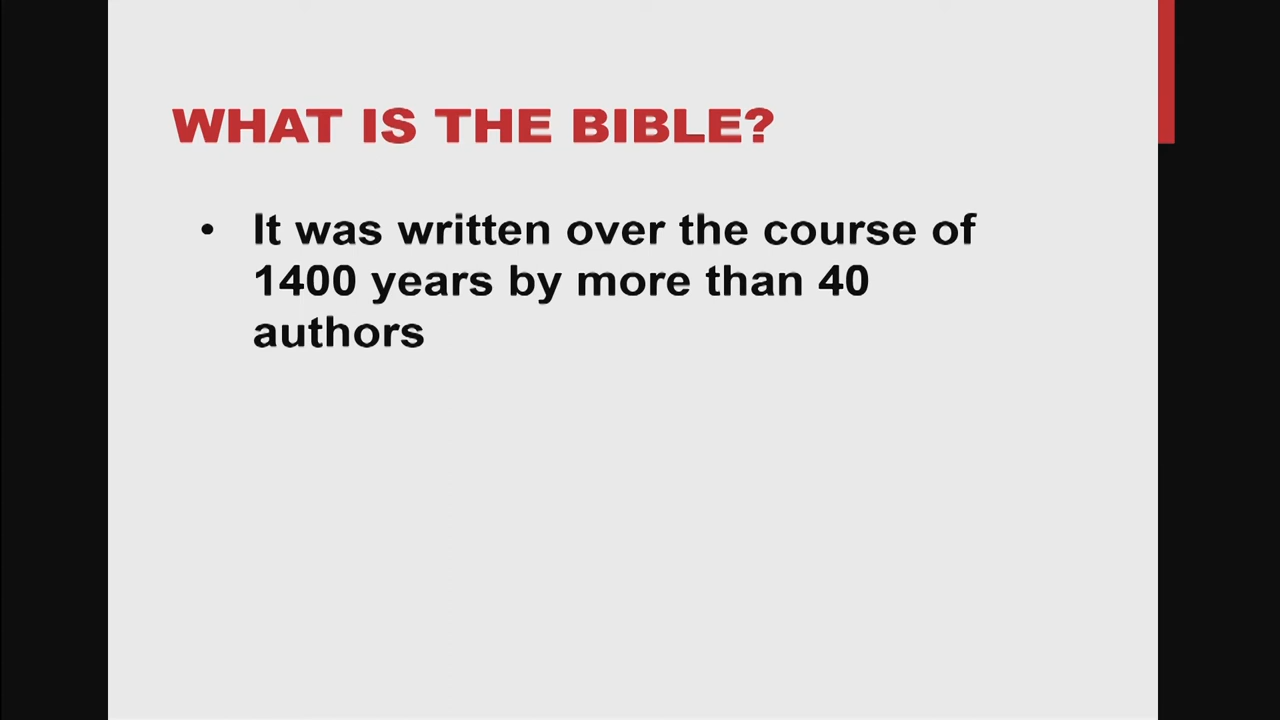 WHAT IS THE BIBLE?
• It was written over the course of
1400 years by more than 40
authors